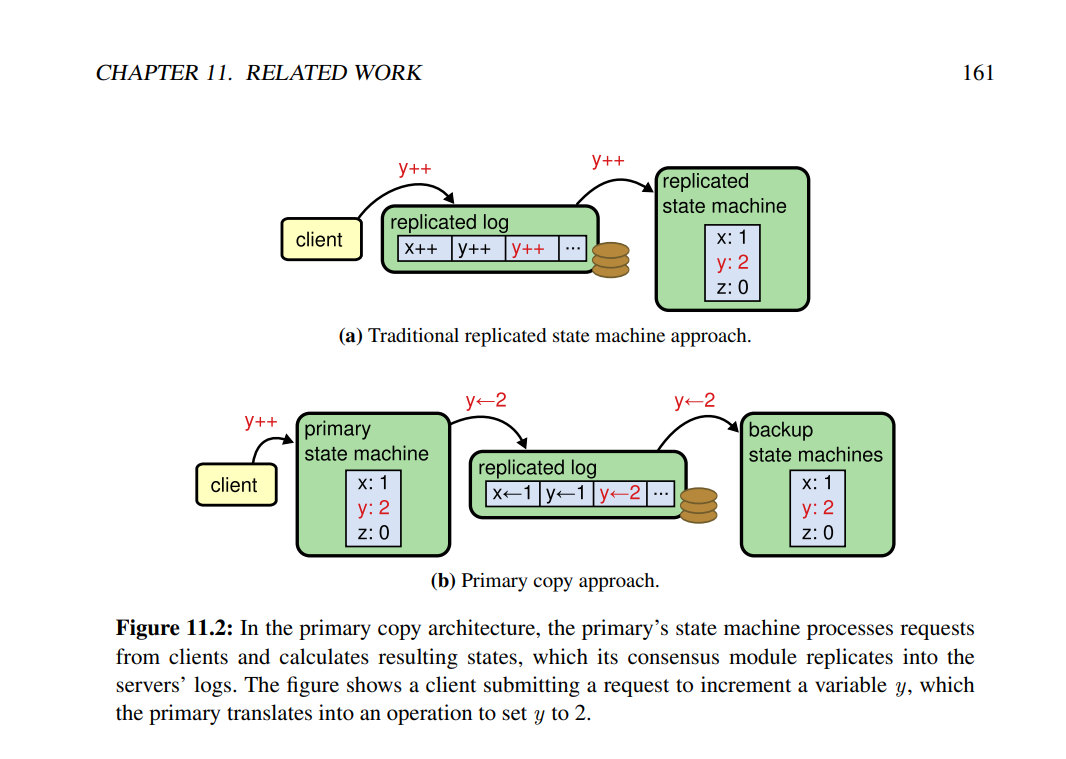 CHAPTER 11. RELATED WORK 161
y++ y++
client
replicated log
x++ y++ y++ ...
replicated
state machine
x: 1
y: 2
z: 0
(a) Traditional replicated state machine approach.
y++ y←2 y←2
client
primary
state machine
x: 1
y: 2
z: 0
replicated log
x←1 y←1 y←2 ...
backup
state machines
x: 1
y: 2
z: 0
(b) Primary copy approach.
Figure 11.2: In the primary copy architecture, the primary's state machine processes requests
from clients and calculates resulting states, which its consensus module replicates into the
servers' logs. The figure shows a client submitting a request to increment a variable y, which
the primary translates into an operation to set y to 2.